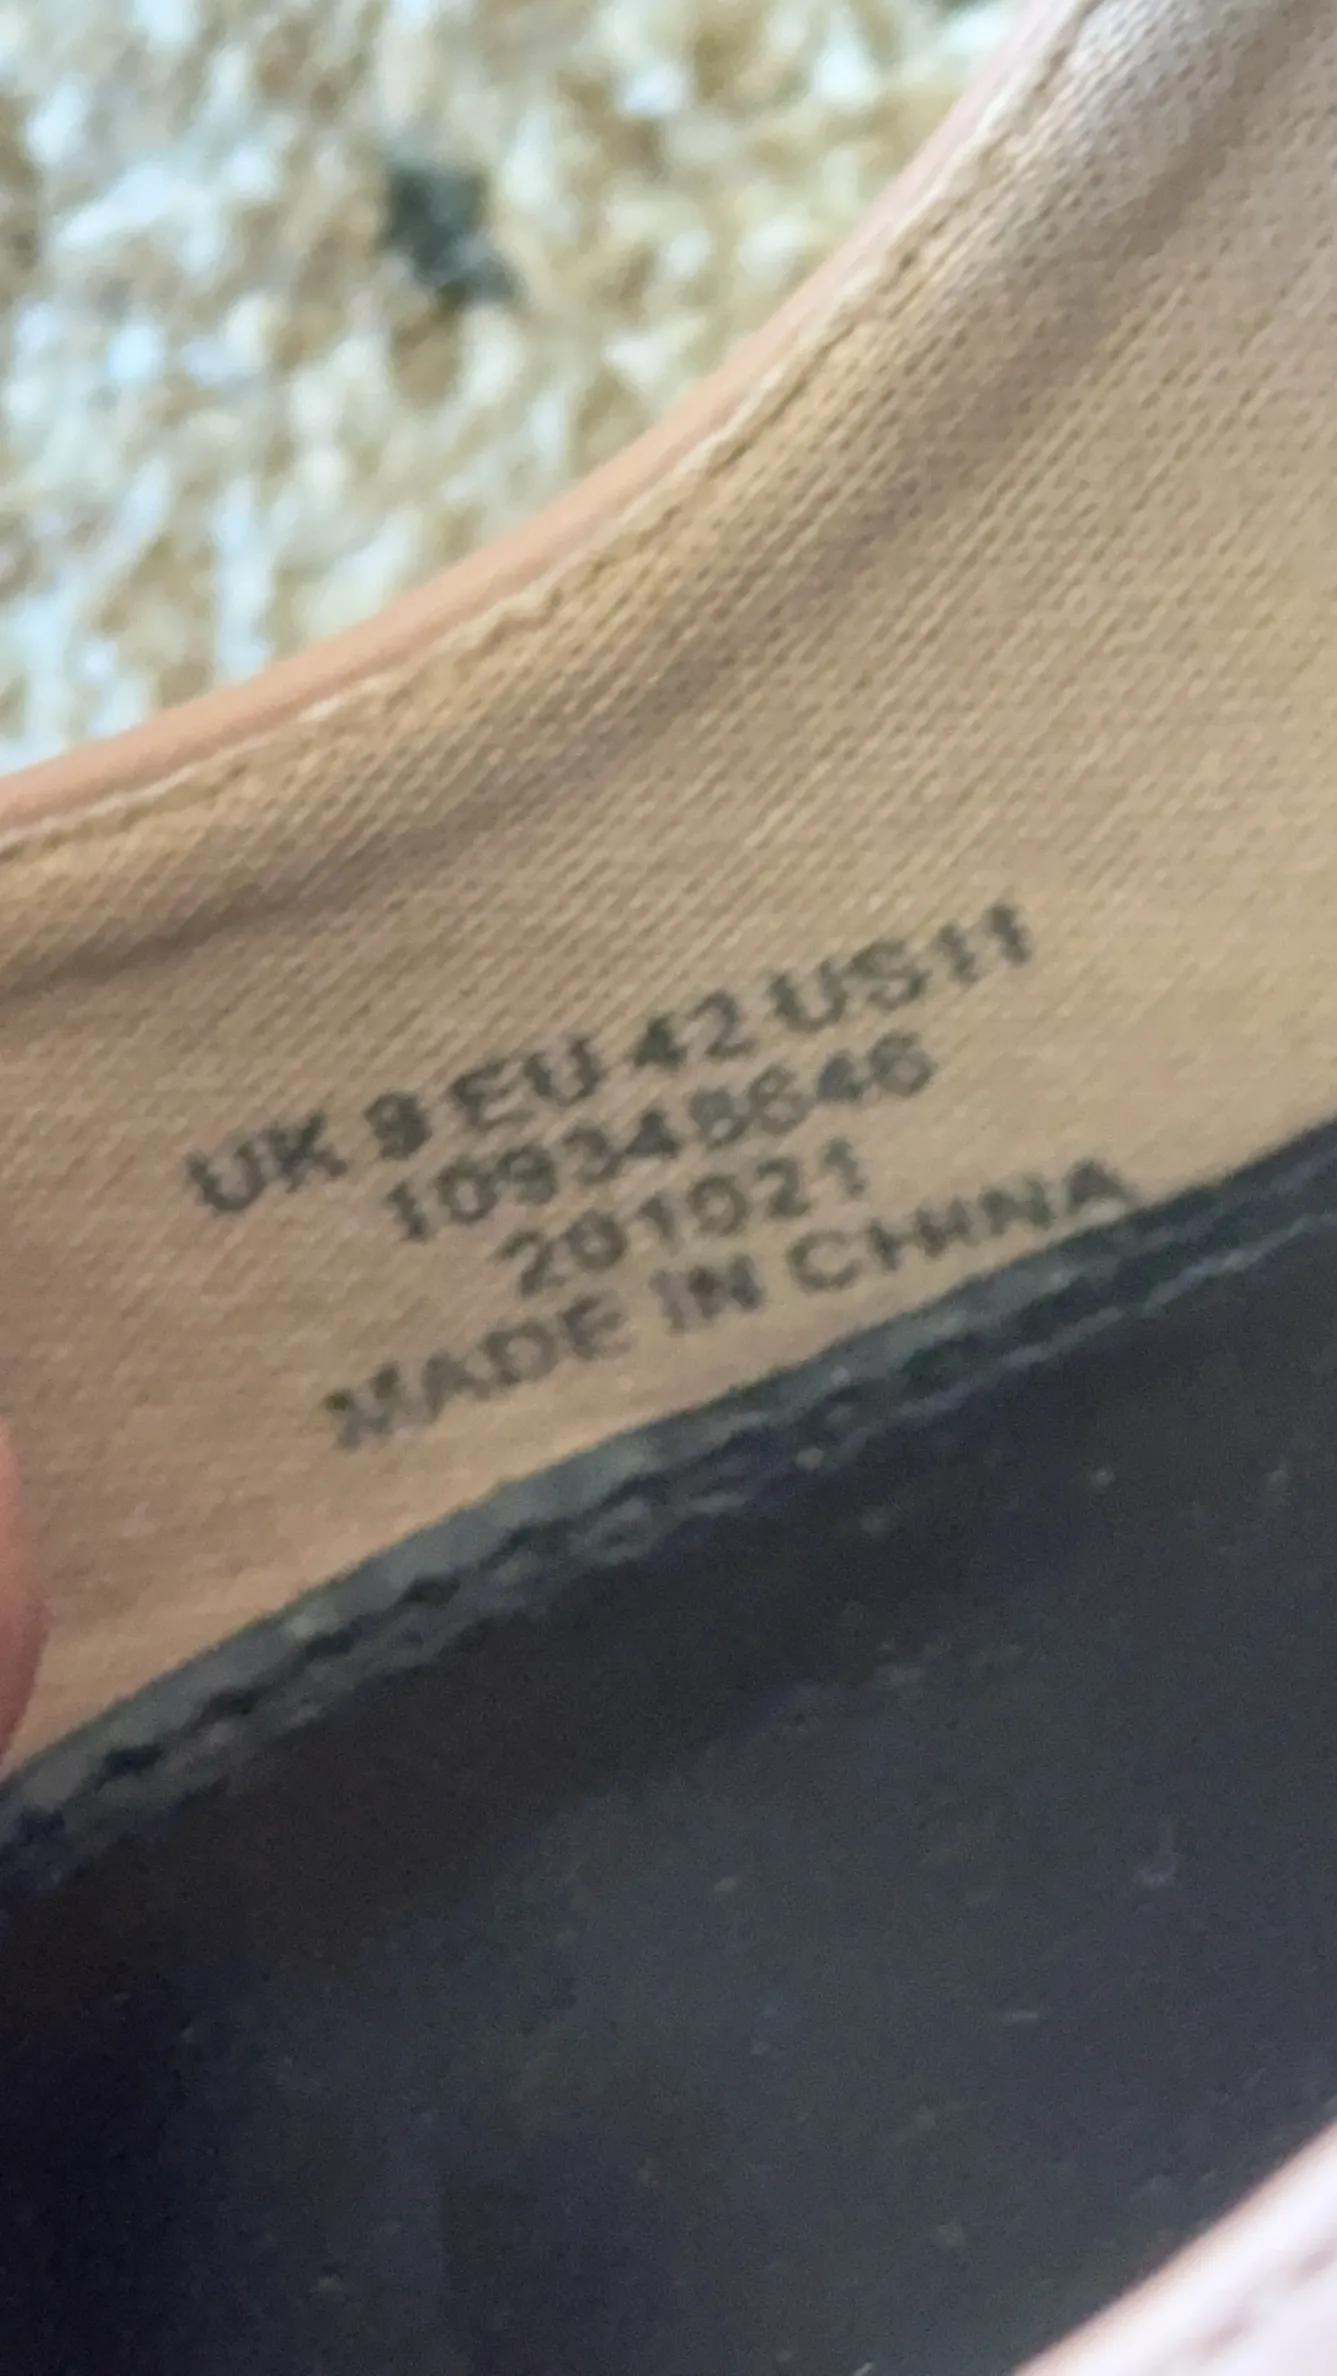 UK 9 EU 42 US 11
109348646
201021
MADE IN CHINA